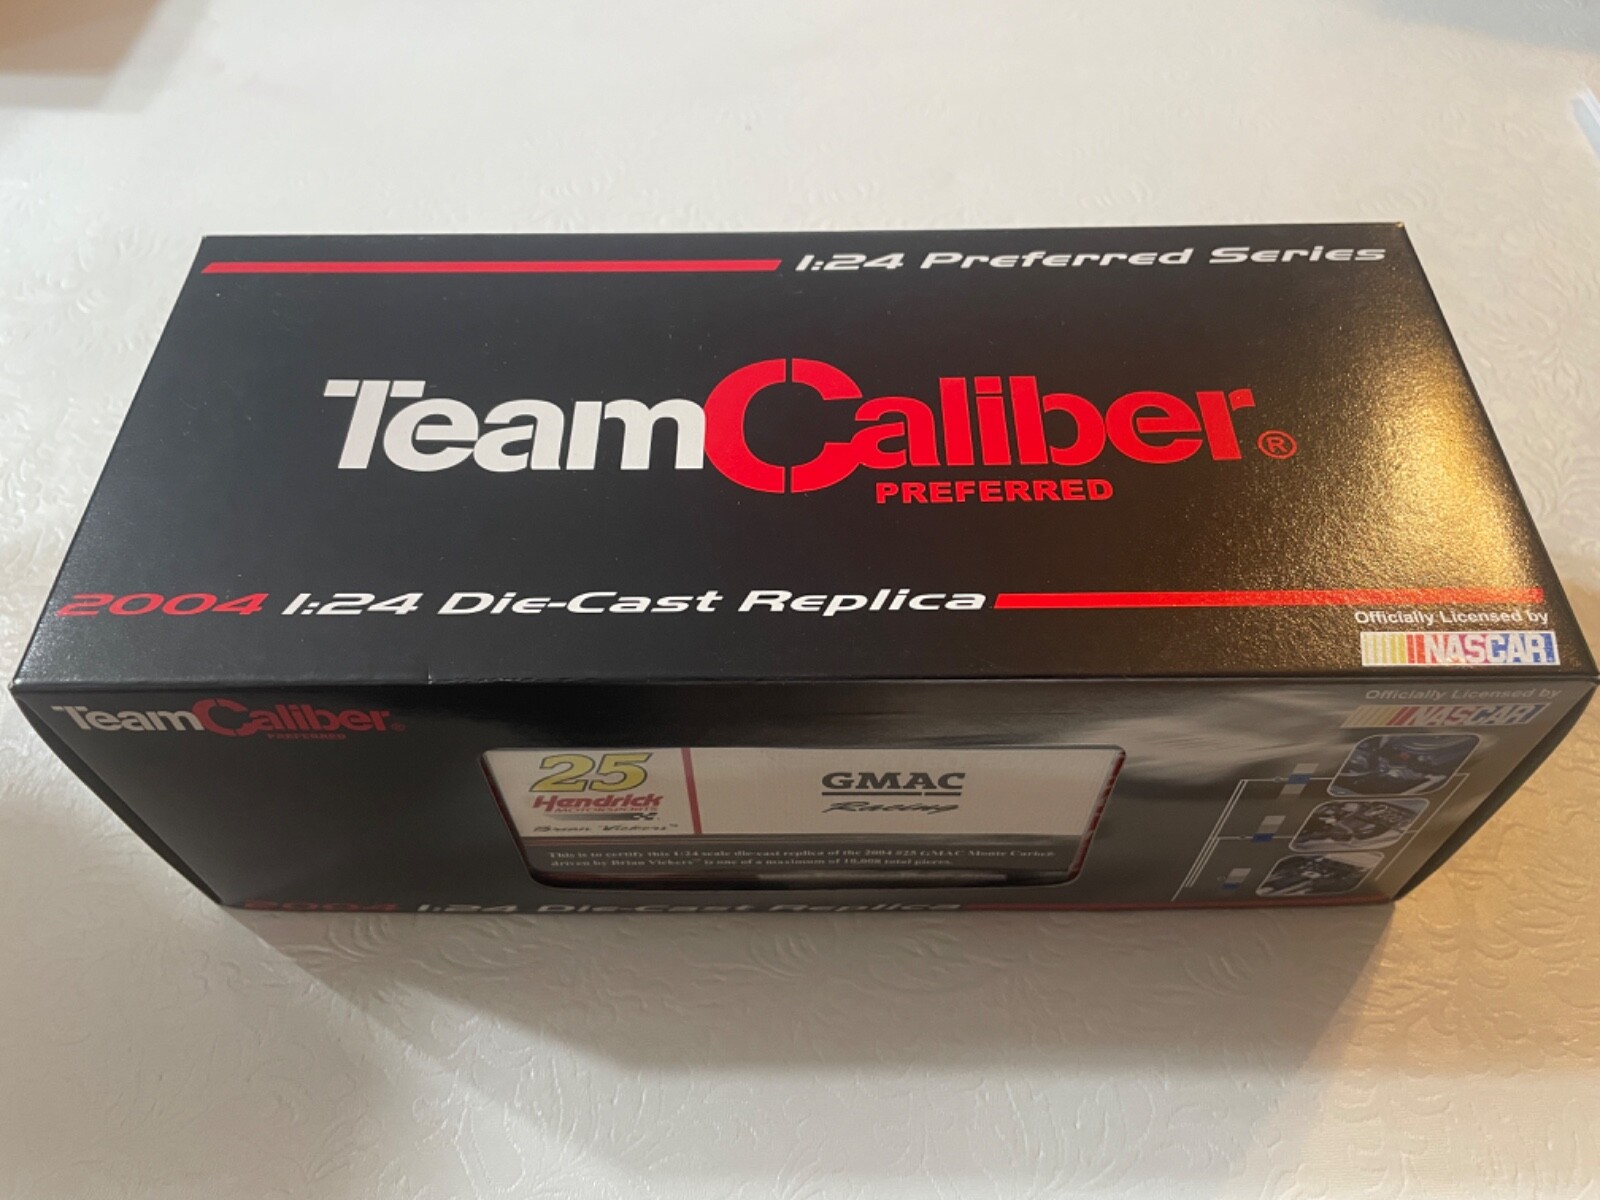 1:24 Preferred Series
TeamCaliber®
PREFERRED
2004 1:24 Die-Cast Replica
Officially Licensed by
NASCAR
TeamCaliber®
PREFERRED
Officially Licensed by
NASCAR
25
Hendrick
MOTORSPORTS
Brian Vickers™
GMAC
Racing
This is to certify this 1:24 scale die-cast replica of the 2004 #25 GMAC Monte Carlo
driven by Brian Vickers™ is one of a maximum of 10,008 total pieces.
2004 1:24 Die-Cast Replica